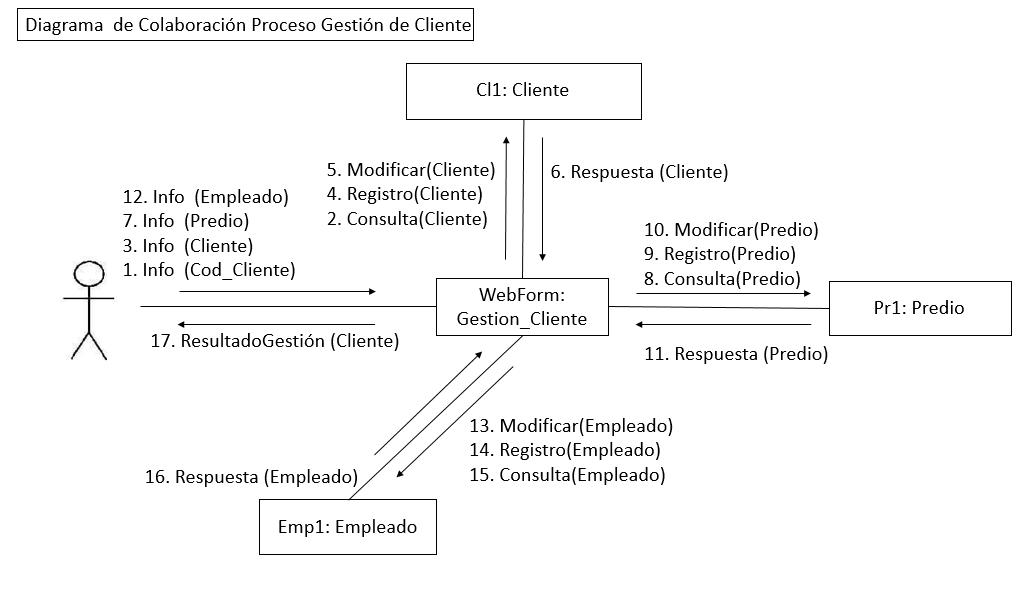 Diagrama de Colaboración Proceso Gestión de Cliente
Cl1: Cliente
5. Modificar(Cliente)
4. Registro(Cliente)
2. Consulta(Cliente)
6. Respuesta (Cliente)
12. Info (Empleado)
7. Info (Predio)
3. Info (Cliente)
1. Info (Cod_Cliente)
10. Modificar(Predio)
9. Registro(Predio)
8. Consulta(Predio)
WebForm:
Gestion_Cliente
Pr1: Predio
17. ResultadoGestión (Cliente)
11. Respuesta (Predio)
13. Modificar(Empleado)
14. Registro(Empleado)
15. Consulta(Empleado)
16. Respuesta (Empleado)
Emp1: Empleado